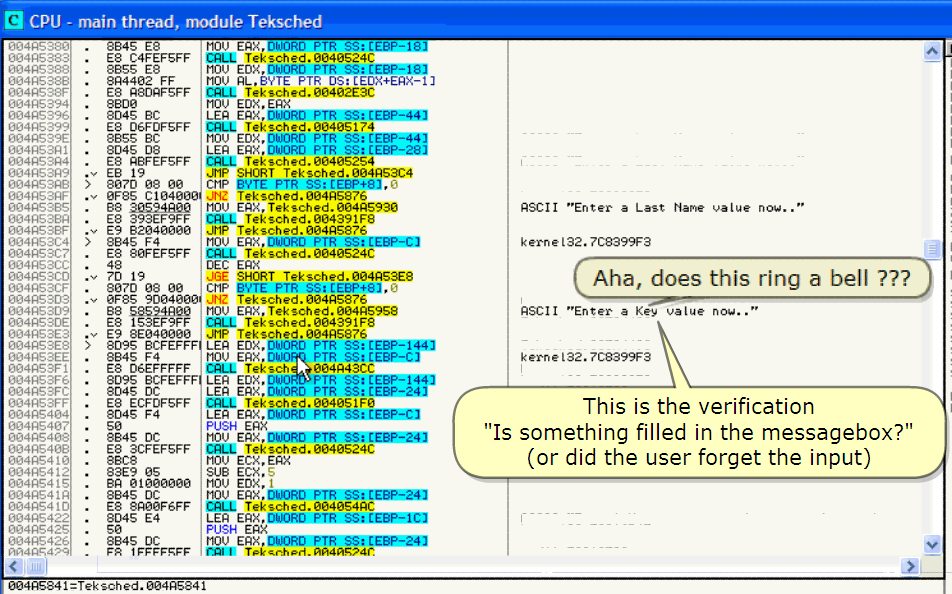 C CPU - main thread, module Teksched
004A5380 . 8B45 E8 MOV EAX,DWORD PTR SS:[EBP-18]
004A5383 . E8 C4FEF5FF CALL Teksched.0040524C
004A5388 . 8B55 E8 MOV EDX,DWORD PTR SS:[EBP-18]
004A538B . 8A4402 FF MOV AL,BYTE PTR DS:[EDX+EAX-1]
004A538F . E8 A8DAF5FF CALL Teksched.00402E3C
004A5394 . 8BD0 MOV EDX,EAX
004A5396 . 8D45 BC LEA EAX,DWORD PTR SS:[EBP-44]
004A5399 . E8 D6FDF5FF CALL Teksched.00405174
004A539E . 8B55 BC MOV EDX,DWORD PTR SS:[EBP-44]
004A53A1 . 8D45 D8 LEA EAX,DWORD PTR SS:[EBP-28]
004A53A4 . E8 ABFEF5FF CALL Teksched.00405254
004A53A9 .v EB 19 JMP SHORT Teksched.004A53C4
004A53AB > 807D 08 00 CMP BYTE PTR SS:[EBP+8],0
004A53AF .v 0F85 C1040000 JNZ Teksched.004A5876
004A53B5 . B8 30594A00 MOV EAX,Teksched.004A5930 ASCII "Enter a Last Name value now.."
004A53BA . E8 393EF9FF CALL Teksched.004391F8
004A53BF .v E9 B2040000 JMP Teksched.004A5876
004A53C4 > 8B45 F4 MOV EAX,DWORD PTR SS:[EBP-C] kernel32.7C8399F3
004A53C7 . E8 80FEF5FF CALL Teksched.0040524C
004A53CC . 48 DEC EAX
004A53CD .v 7D 19 JGE SHORT Teksched.004A53E8
004A53CF . 807D 08 00 CMP BYTE PTR SS:[EBP+8],0
004A53D3 .v 0F85 9D040000 JNZ Teksched.004A5876
004A53D9 . B8 58594A00 MOV EAX,Teksched.004A5958 ASCII "Enter a Key value now.."
004A53DE . E8 153EF9FF CALL Teksched.004391F8
004A53E3 .v E9 8E040000 JMP Teksched.004A5876
004A53E8 > 8D95 BCFEFFFF LEA EDX,DWORD PTR SS:[EBP-144]
004A53EE . 8B45 F4 MOV EAX,DWORD PTR SS:[EBP-C] kernel32.7C8399F3
004A53F1 . E8 D6EFFFFF CALL Teksched.004A43CC
004A53F6 . 8D95 BCFEFFFF LEA EDX,DWORD PTR SS:[EBP-144]
004A53FC . 8D45 DC LEA EAX,DWORD PTR SS:[EBP-24]
004A53FF . E8 ECFDF5FF CALL Teksched.004051F0
004A5404 . 8D45 F4 LEA EAX,DWORD PTR SS:[EBP-C]
004A5407 . 50 PUSH EAX
004A5408 . 8B45 DC MOV EAX,DWORD PTR SS:[EBP-24]
004A540B . E8 3CFEF5FF CALL Teksched.0040524C
004A5410 . 8BC8 MOV ECX,EAX
004A5412 . 83E9 05 SUB ECX,5
004A5415 . BA 01000000 MOV EDX,1
004A541A . 8B45 DC MOV EAX,DWORD PTR SS:[EBP-24]
004A541D . E8 8A00F6FF CALL Teksched.004054AC
004A5422 . 8D45 E4 LEA EAX,DWORD PTR SS:[EBP-1C]
004A5425 . 50 PUSH EAX
004A5426 . 8B45 DC MOV EAX,DWORD PTR SS:[EBP-24]
004A5429 . E8 1EFEF5FF CALL Teksched.0040524C
Aha, does this ring a bell ???
This is the verification
"Is something filled in the messagebox?"
(or did the user forget the input)
004A5841=Teksched.004A5841